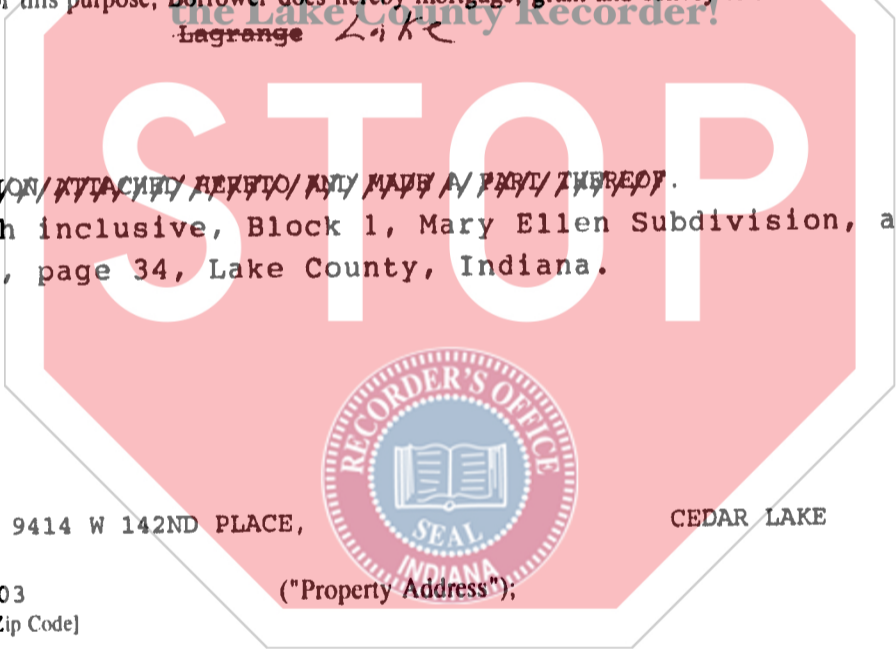 this purpose, Borrower does hereby mortgage, grant and convey
the Lake County Recorder!
Lagrange Lake
STOP
ON/ ATTACHED/ HERETO/ AND/ MADE/ A/ PART/ THEREOF.
h inclusive, Block 1, Mary Ellen Subdivision, a
, page 34, Lake County, Indiana.
RECORDER'S OFFICE
SEAL
INDIANA
9414 W 142ND PLACE, CEDAR LAKE
03 ("Property Address");
Zip Code]